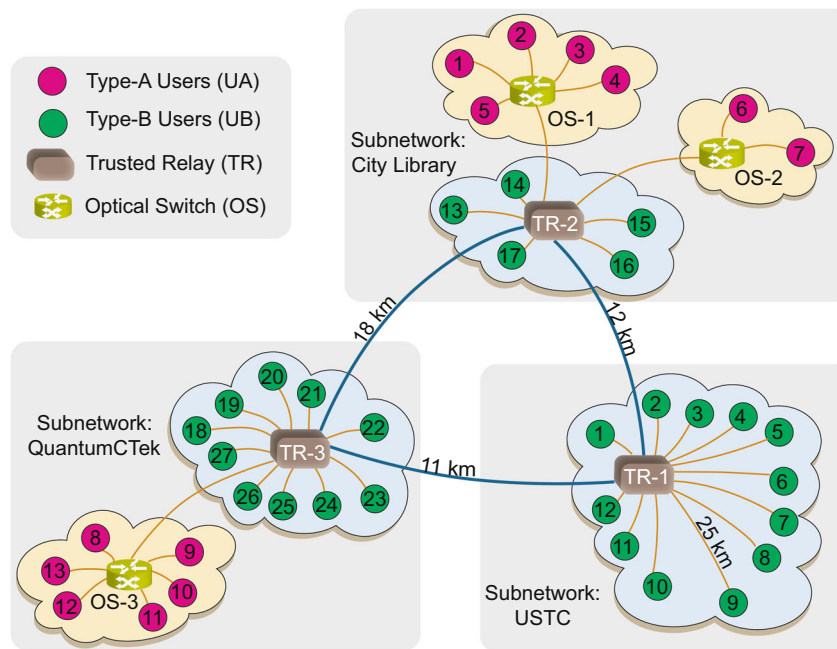 Type-A Users (UA)
Type-B Users (UB)
Trusted Relay (TR)
Optical Switch (OS)
Subnetwork:
City Library
1
2
3
4
5
OS-1
6
7
OS-2
13
14
15
16
17
TR-2
18 km
12 km
11 km
Subnetwork:
QuantumCTek
18
19
20
21
22
23
24
25
26
27
TR-3
8
9
10
11
12
13
OS-3
1
2
3
4
5
6
7
8
9
10
11
12
TR-1
25 km
Subnetwork:
USTC